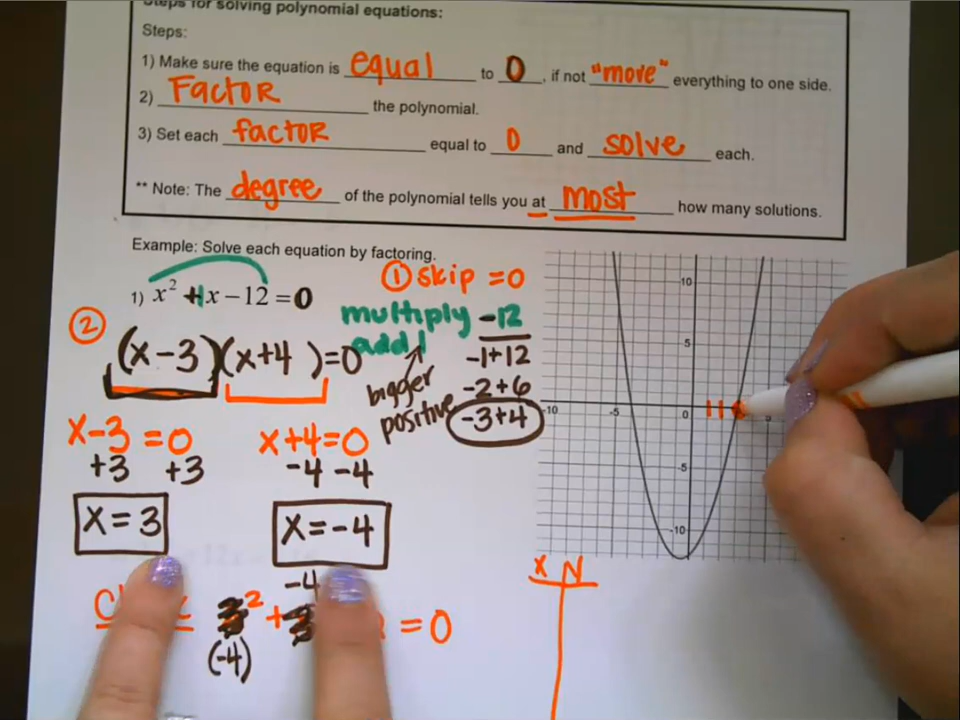 Steps for solving polynomial equations:
Steps:
1) Make sure the equation is equal to 0, if not "move" everything to one side.
2) Factor the polynomial.
3) Set each factor equal to 0 and solve each.
** Note: The degree of the polynomial tells you at most how many solutions.
Example: Solve each equation by factoring.
① skip = 0
1) x² + 1x − 12 = 0
multiply -12
add 1
② (x − 3)(x + 4) = 0
-1+12
-2+6
-3+4
bigger
positive
x−3 = 0
+3 +3
x = 3
x+4 = 0
-4 -4
x = -4
-4
² +
= 0
(-4)
10
5
-10
-5
0
-5
-10
X